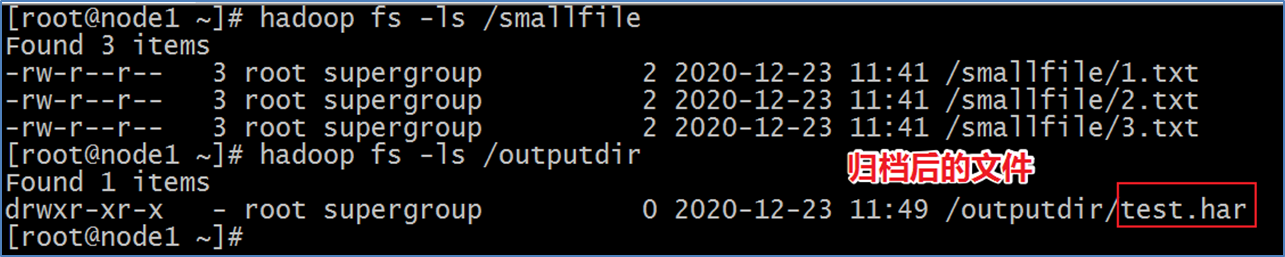 [root@node1 ~]# hadoop fs -ls /smallfile
Found 3 items
-rw-r--r--   3 root supergroup          2 2020-12-23 11:41 /smallfile/1.txt
-rw-r--r--   3 root supergroup          2 2020-12-23 11:41 /smallfile/2.txt
-rw-r--r--   3 root supergroup          2 2020-12-23 11:41 /smallfile/3.txt
[root@node1 ~]# hadoop fs -ls /outputdir
归档后的文件
Found 1 items
drwxr-xr-x   - root supergroup          0 2020-12-23 11:49 /outputdir/test.har
[root@node1 ~]#